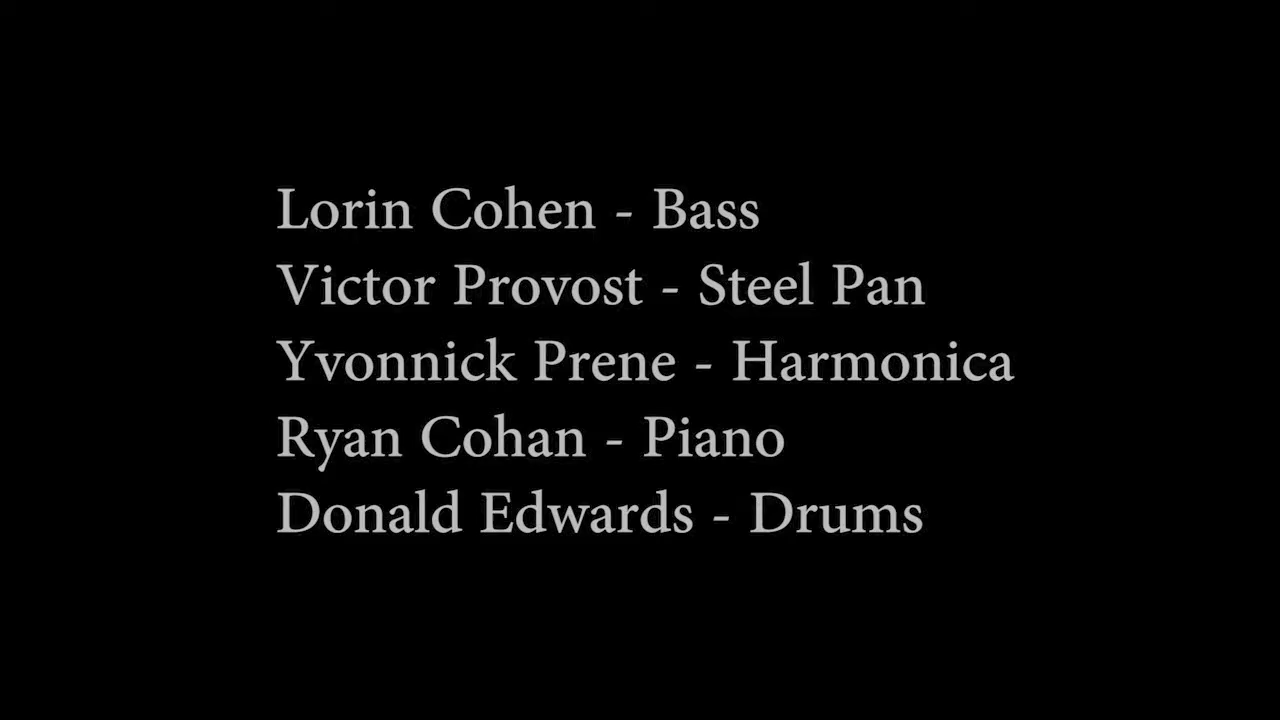 Lorin Cohen - Bass
Victor Provost - Steel Pan
Yvonnick Prene - Harmonica
Ryan Cohan - Piano
Donald Edwards - Drums